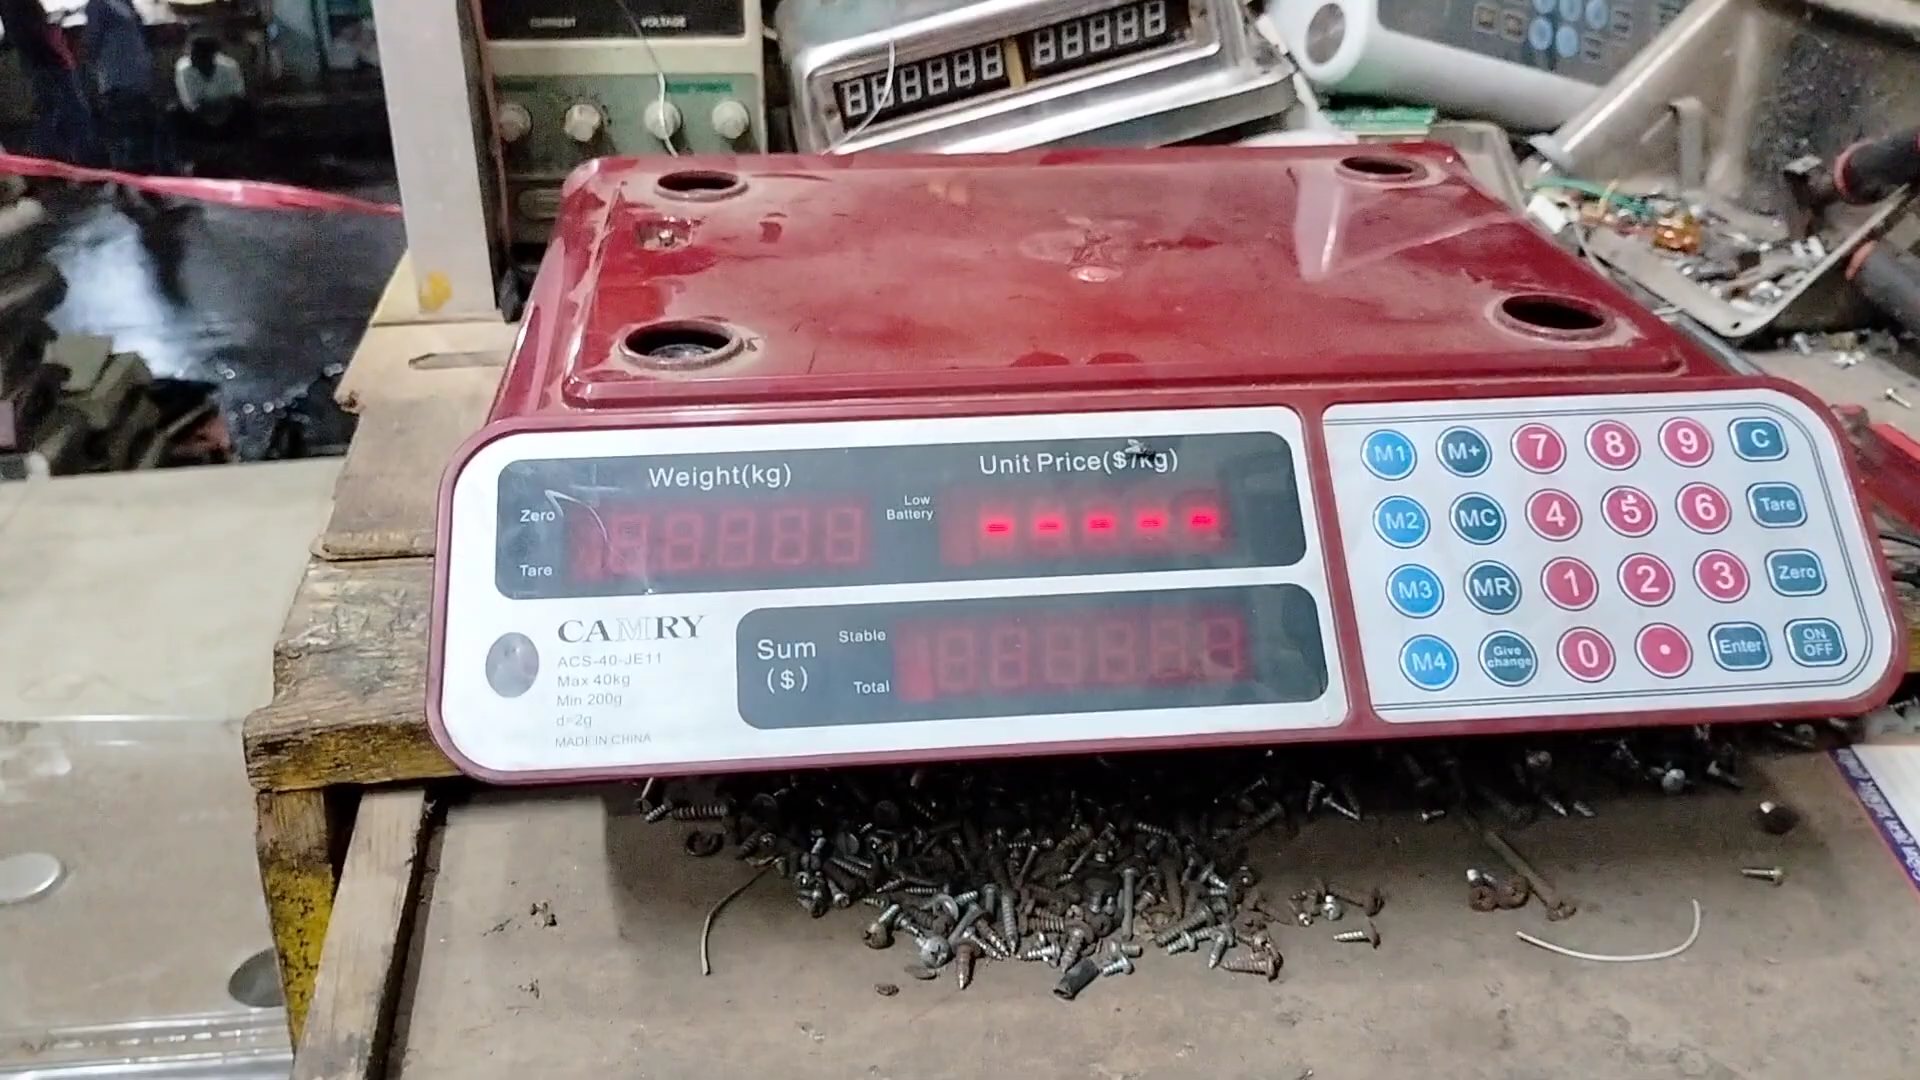 CURRENT VOLTAGE
Weight(kg)
Unit Price($/kg)
Zero
Tare
Low
Battery
-----
CAMRY
ACS-40-JE11
Max 40kg
Min 200g
d=2g
MADE IN CHINA
Sum
($)
Stable
Total
M1 M+ 7 8 9 C
M2 MC 4 5 6 Tare
M3 MR 1 2 3 Zero
M4 Give change 0 . Enter ON/OFF